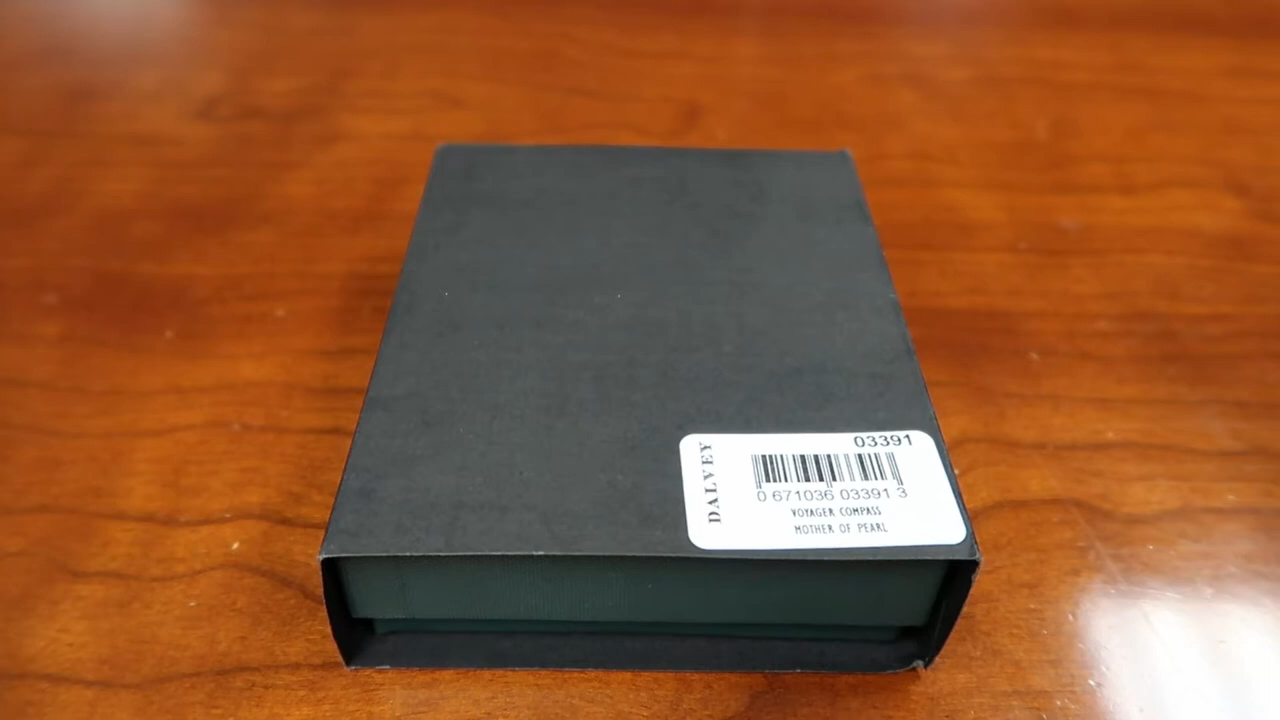 DALVEY
03391
0 671036 03391 3
VOYAGER COMPASS
MOTHER OF PEARL